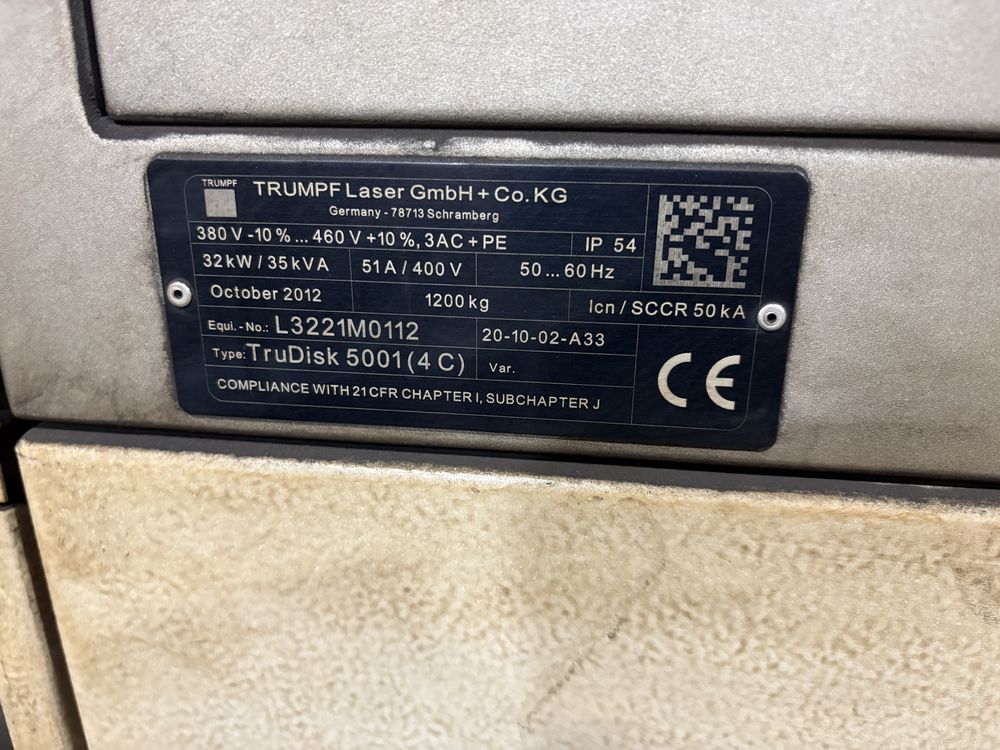 TRUMPF
TRUMPF Laser GmbH + Co. KG
Germany - 78713 Schramberg
380 V -10 % ... 460 V +10 %, 3AC + PE IP 54
32 kW / 35 kVA 51 A / 400 V 50 ... 60 Hz
October 2012 1200 kg Icn / SCCR 50 kA
Equi.- No.: L3221M0112 20-10-02-A33
Type: TruDisk 5001 (4 C) Var.
COMPLIANCE WITH 21 CFR CHAPTER I, SUBCHAPTER J
CE